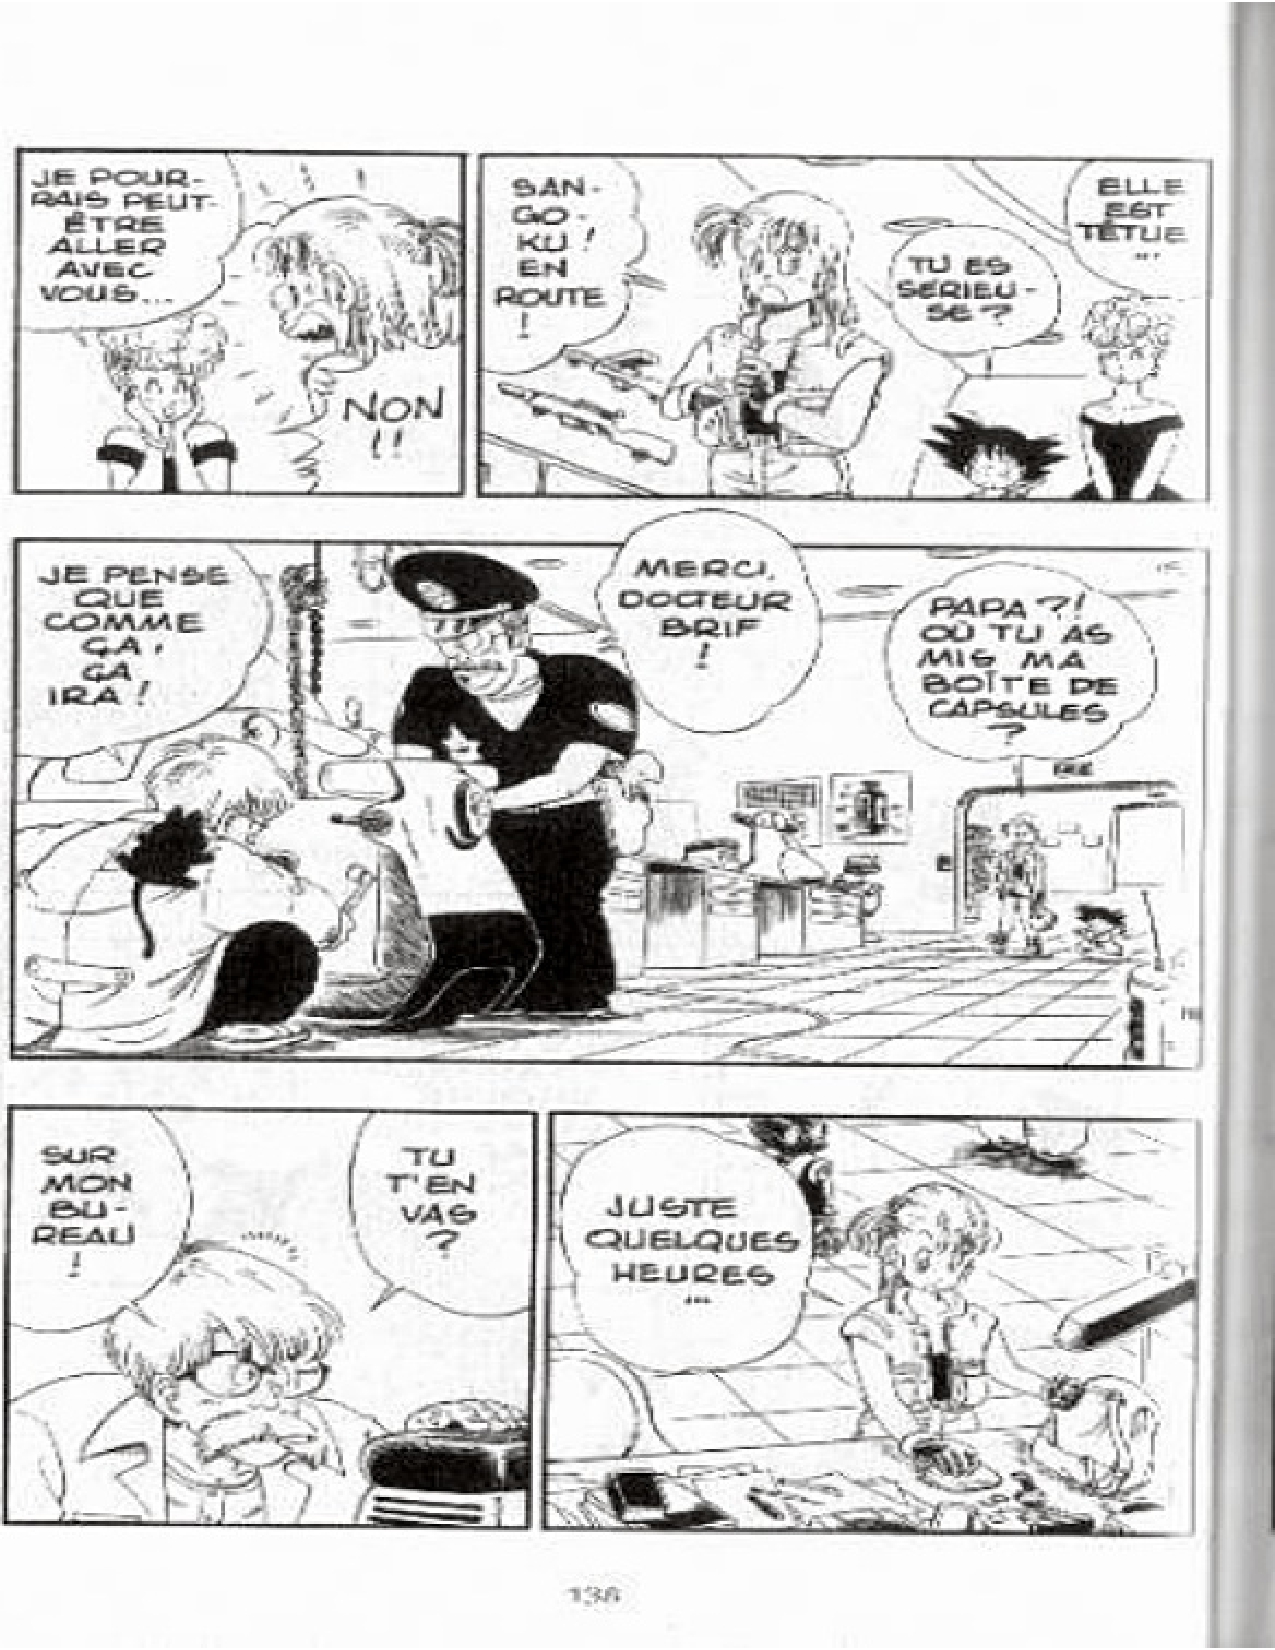 JE POUR-
RAIS PEUT-
ÊTRE
ALLER
AVEC
VOUS...
NON
!!
SAN-
GO-
KU!
EN
ROUTE
!
TU ES
SÉRIEU-
SE?
ELLE
EST
TÊTUE
...
JE PENSE
QUE
COMME
ÇA,
ÇA
IRA!
MERCI,
DOCTEUR
BRIF
!
PAPA?!
OÙ TU AS
MIS MA
BOÎTE DE
CAPSULES
?
SUR
MON
BU-
REAU
!
TU
T'EN
VAS
?
JUSTE
QUELQUES
HEURES
...
138